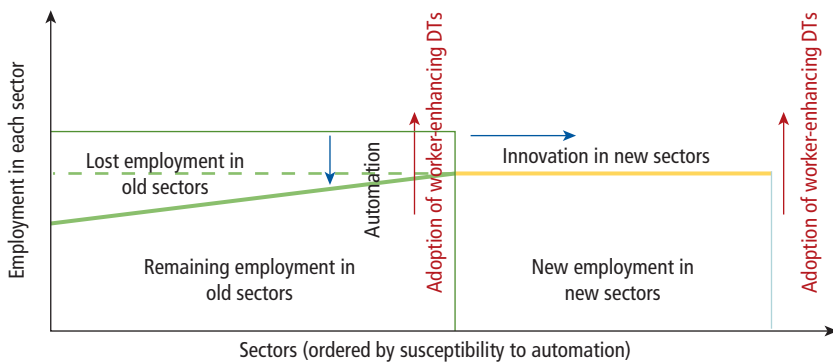 Employment in each sector
Lost employment in
old sectors
Automation
Adoption of worker-enhancing DTs
Innovation in new sectors
Adoption of worker-enhancing DTs
Remaining employment in
old sectors
New employment in
new sectors
Sectors (ordered by susceptibility to automation)